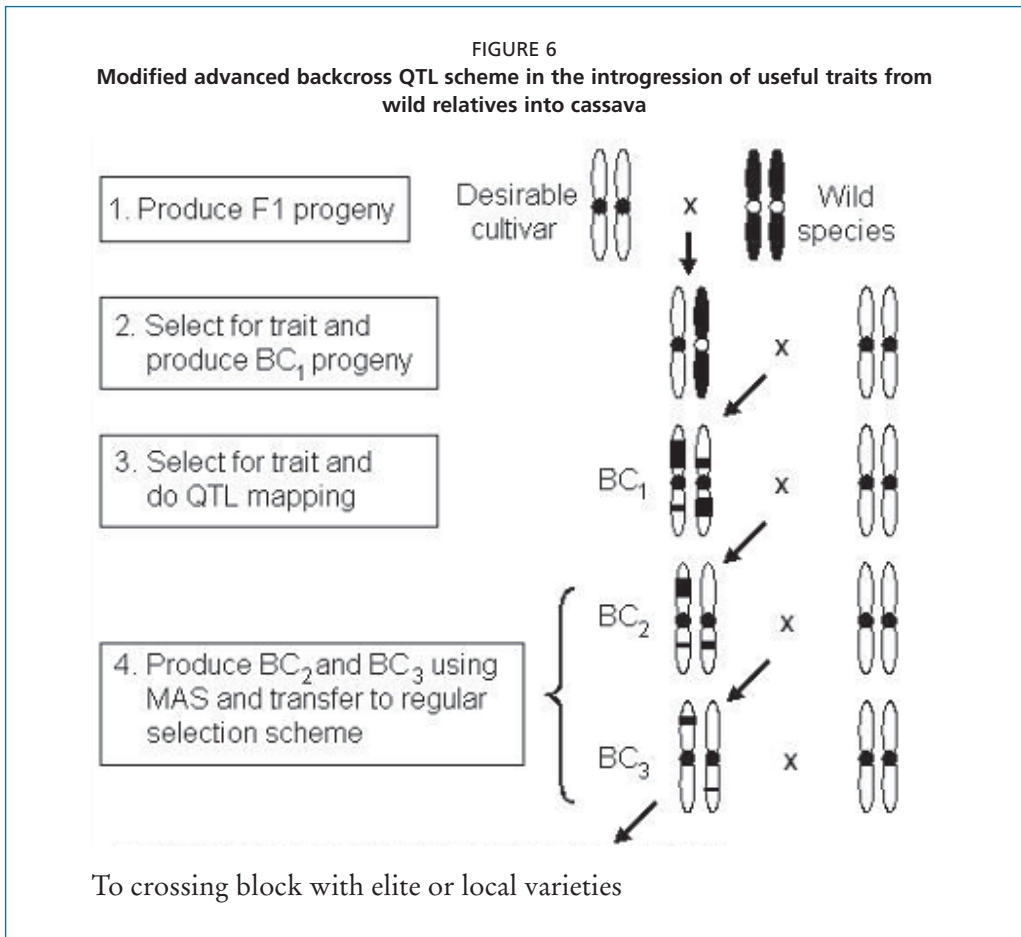 FIGURE 6
Modified advanced backcross QTL scheme in the introgression of useful traits from
wild relatives into cassava
1. Produce F1 progeny
Desirable
cultivar
x
Wild
species
2. Select for trait and
produce BC₁ progeny
x
3. Select for trait and
do QTL mapping
BC₁
x
4. Produce BC₂ and BC₃ using
MAS and transfer to regular
selection scheme
BC₂
x
BC₃
x
To crossing block with elite or local varieties